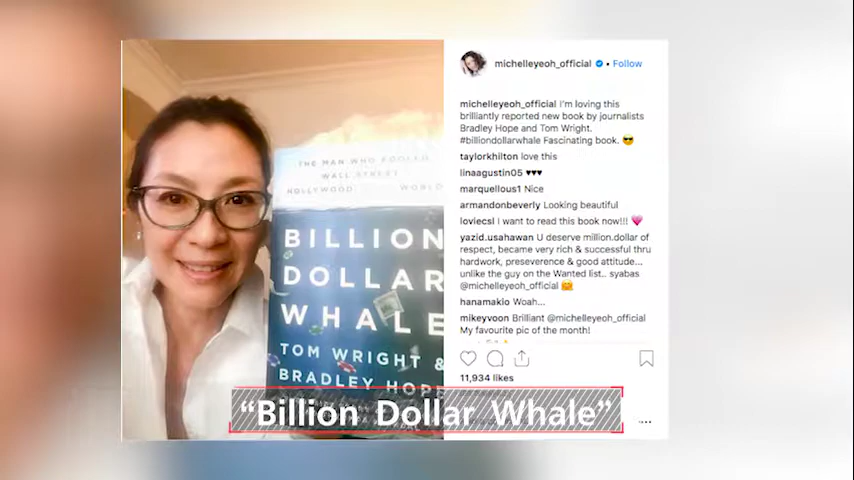 michelleyeoh_official • Follow
michelleyeoh_official I'm loving this
brilliantly reported new book by journalists
Bradley Hope and Tom Wright.
#billiondollarwhale Fascinating book. 😎
taylorkhilton love this
linaagustin05 ♥♥♥
marquellous1 Nice
armandonbeverly Looking beautiful
loviecsl I want to read this book now!!! 💗
yazid.usahawan U deserve million.dollar of
respect, became very rich & successful thru
hardwork, preseverence & good attitude...
unlike the guy on the Wanted list.. syabas
@michelleyeoh_official 🤗
hanamakio Woah...
mikeyvoon Brilliant @michelleyeoh_official
My favourite pic of the month!
11,934 likes
THE MAN WHO FOOLED
WALL STREET
HOLLYWOOD WORLD
BILLION
DOLLAR
WHALE
TOM WRIGHT &
BRADLEY HOPE
“Billion Dollar Whale”